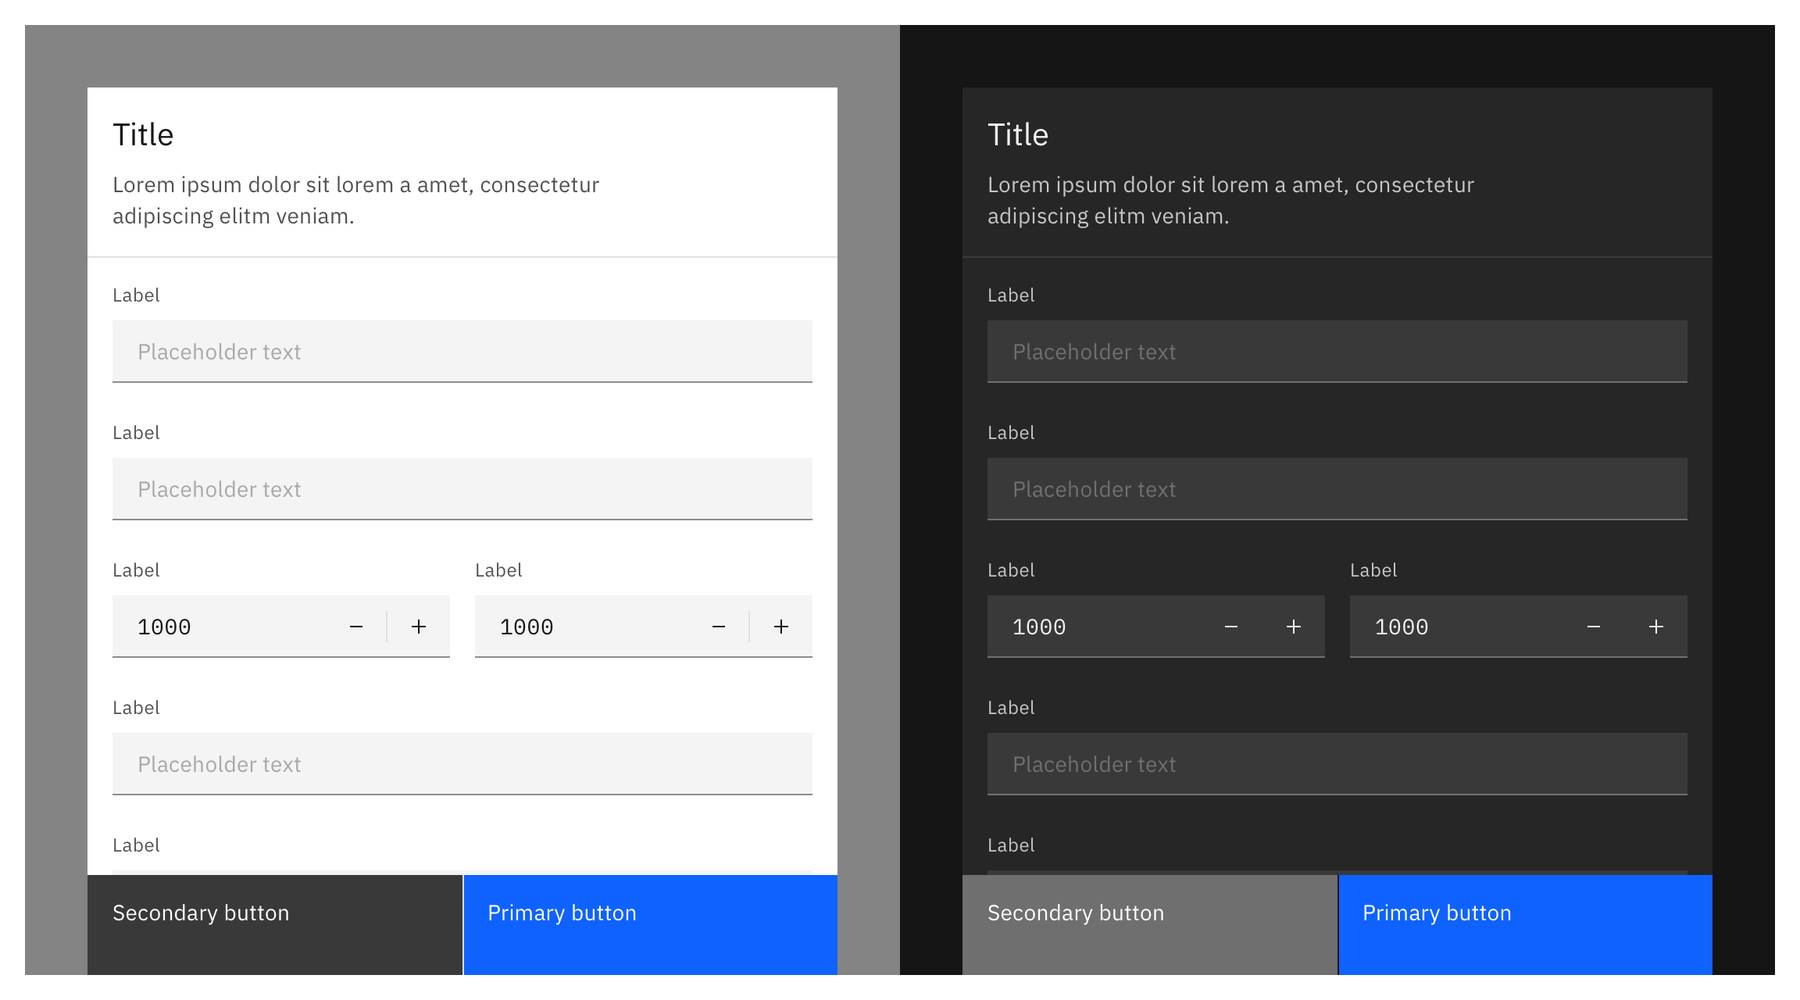 Title
Lorem ipsum dolor sit lorem a amet, consectetur
adipiscing elitm veniam.
Label
Placeholder text
Label
Placeholder text
Label Label
1000 − + 1000 − +
Label
Placeholder text
Label
Secondary button Primary button
Title
Lorem ipsum dolor sit lorem a amet, consectetur
adipiscing elitm veniam.
Label
Placeholder text
Label
Placeholder text
Label Label
1000 − + 1000 − +
Label
Placeholder text
Label
Secondary button Primary button